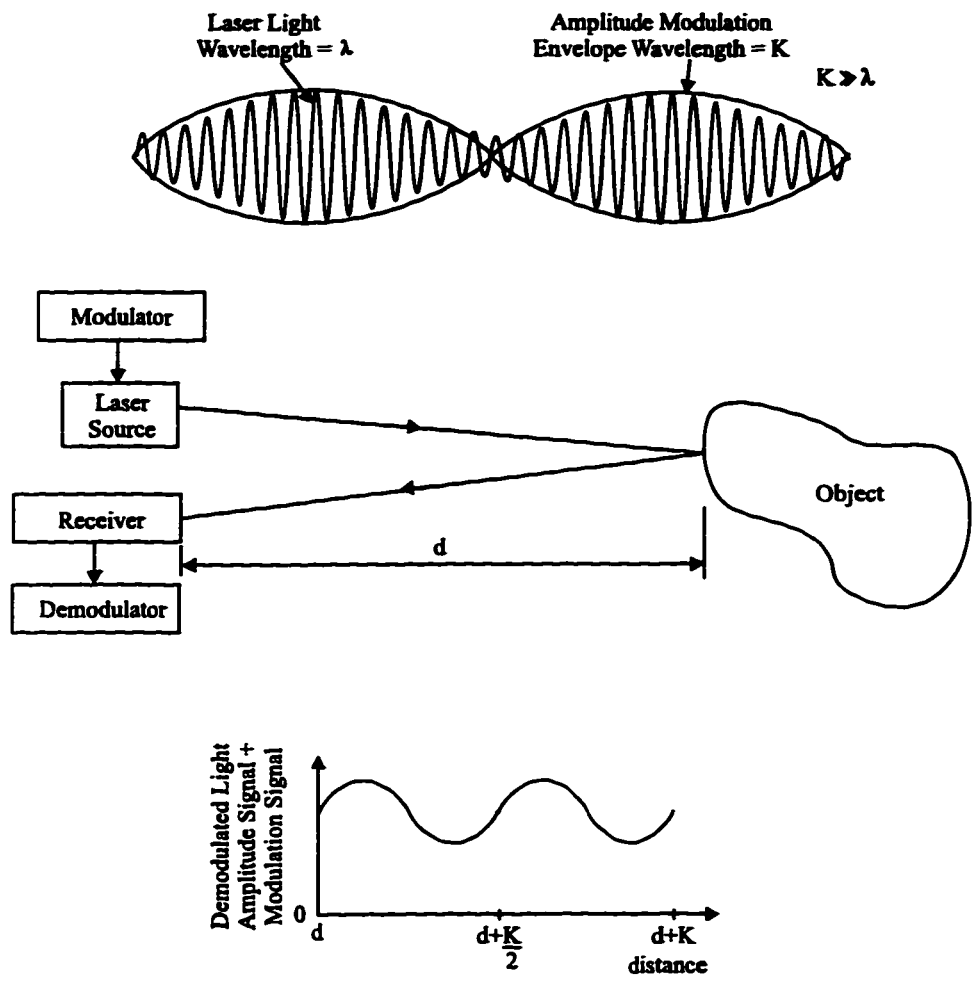 Laser Light
Wavelength = λ
Amplitude Modulation
Envelope Wavelength = K
K≫λ
Modulator
Laser
Source
Receiver
Demodulator
d
Object
Demodulated Light
Amplitude Signal +
Modulation Signal
0
d
d+K/2
d+K
distance